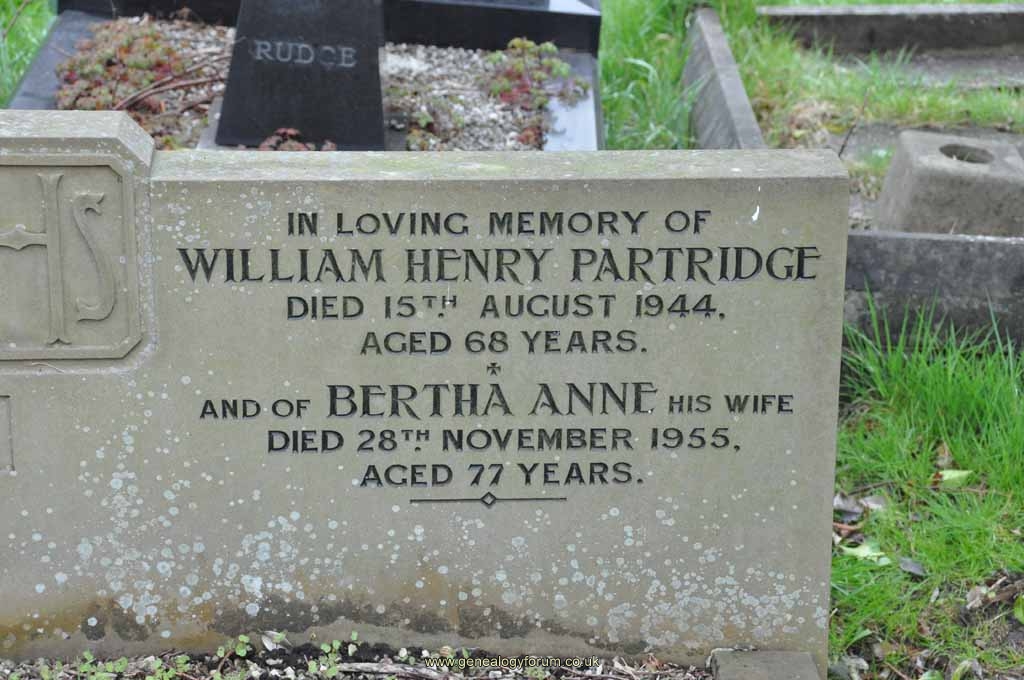 RUDGE
IHS
IN LOVING MEMORY OF
WILLIAM HENRY PARTRIDGE
DIED 15TH AUGUST 1944,
AGED 68 YEARS.
AND OF BERTHA ANNE HIS WIFE
DIED 28TH NOVEMBER 1955,
AGED 77 YEARS.
www.genealogyforum.co.uk